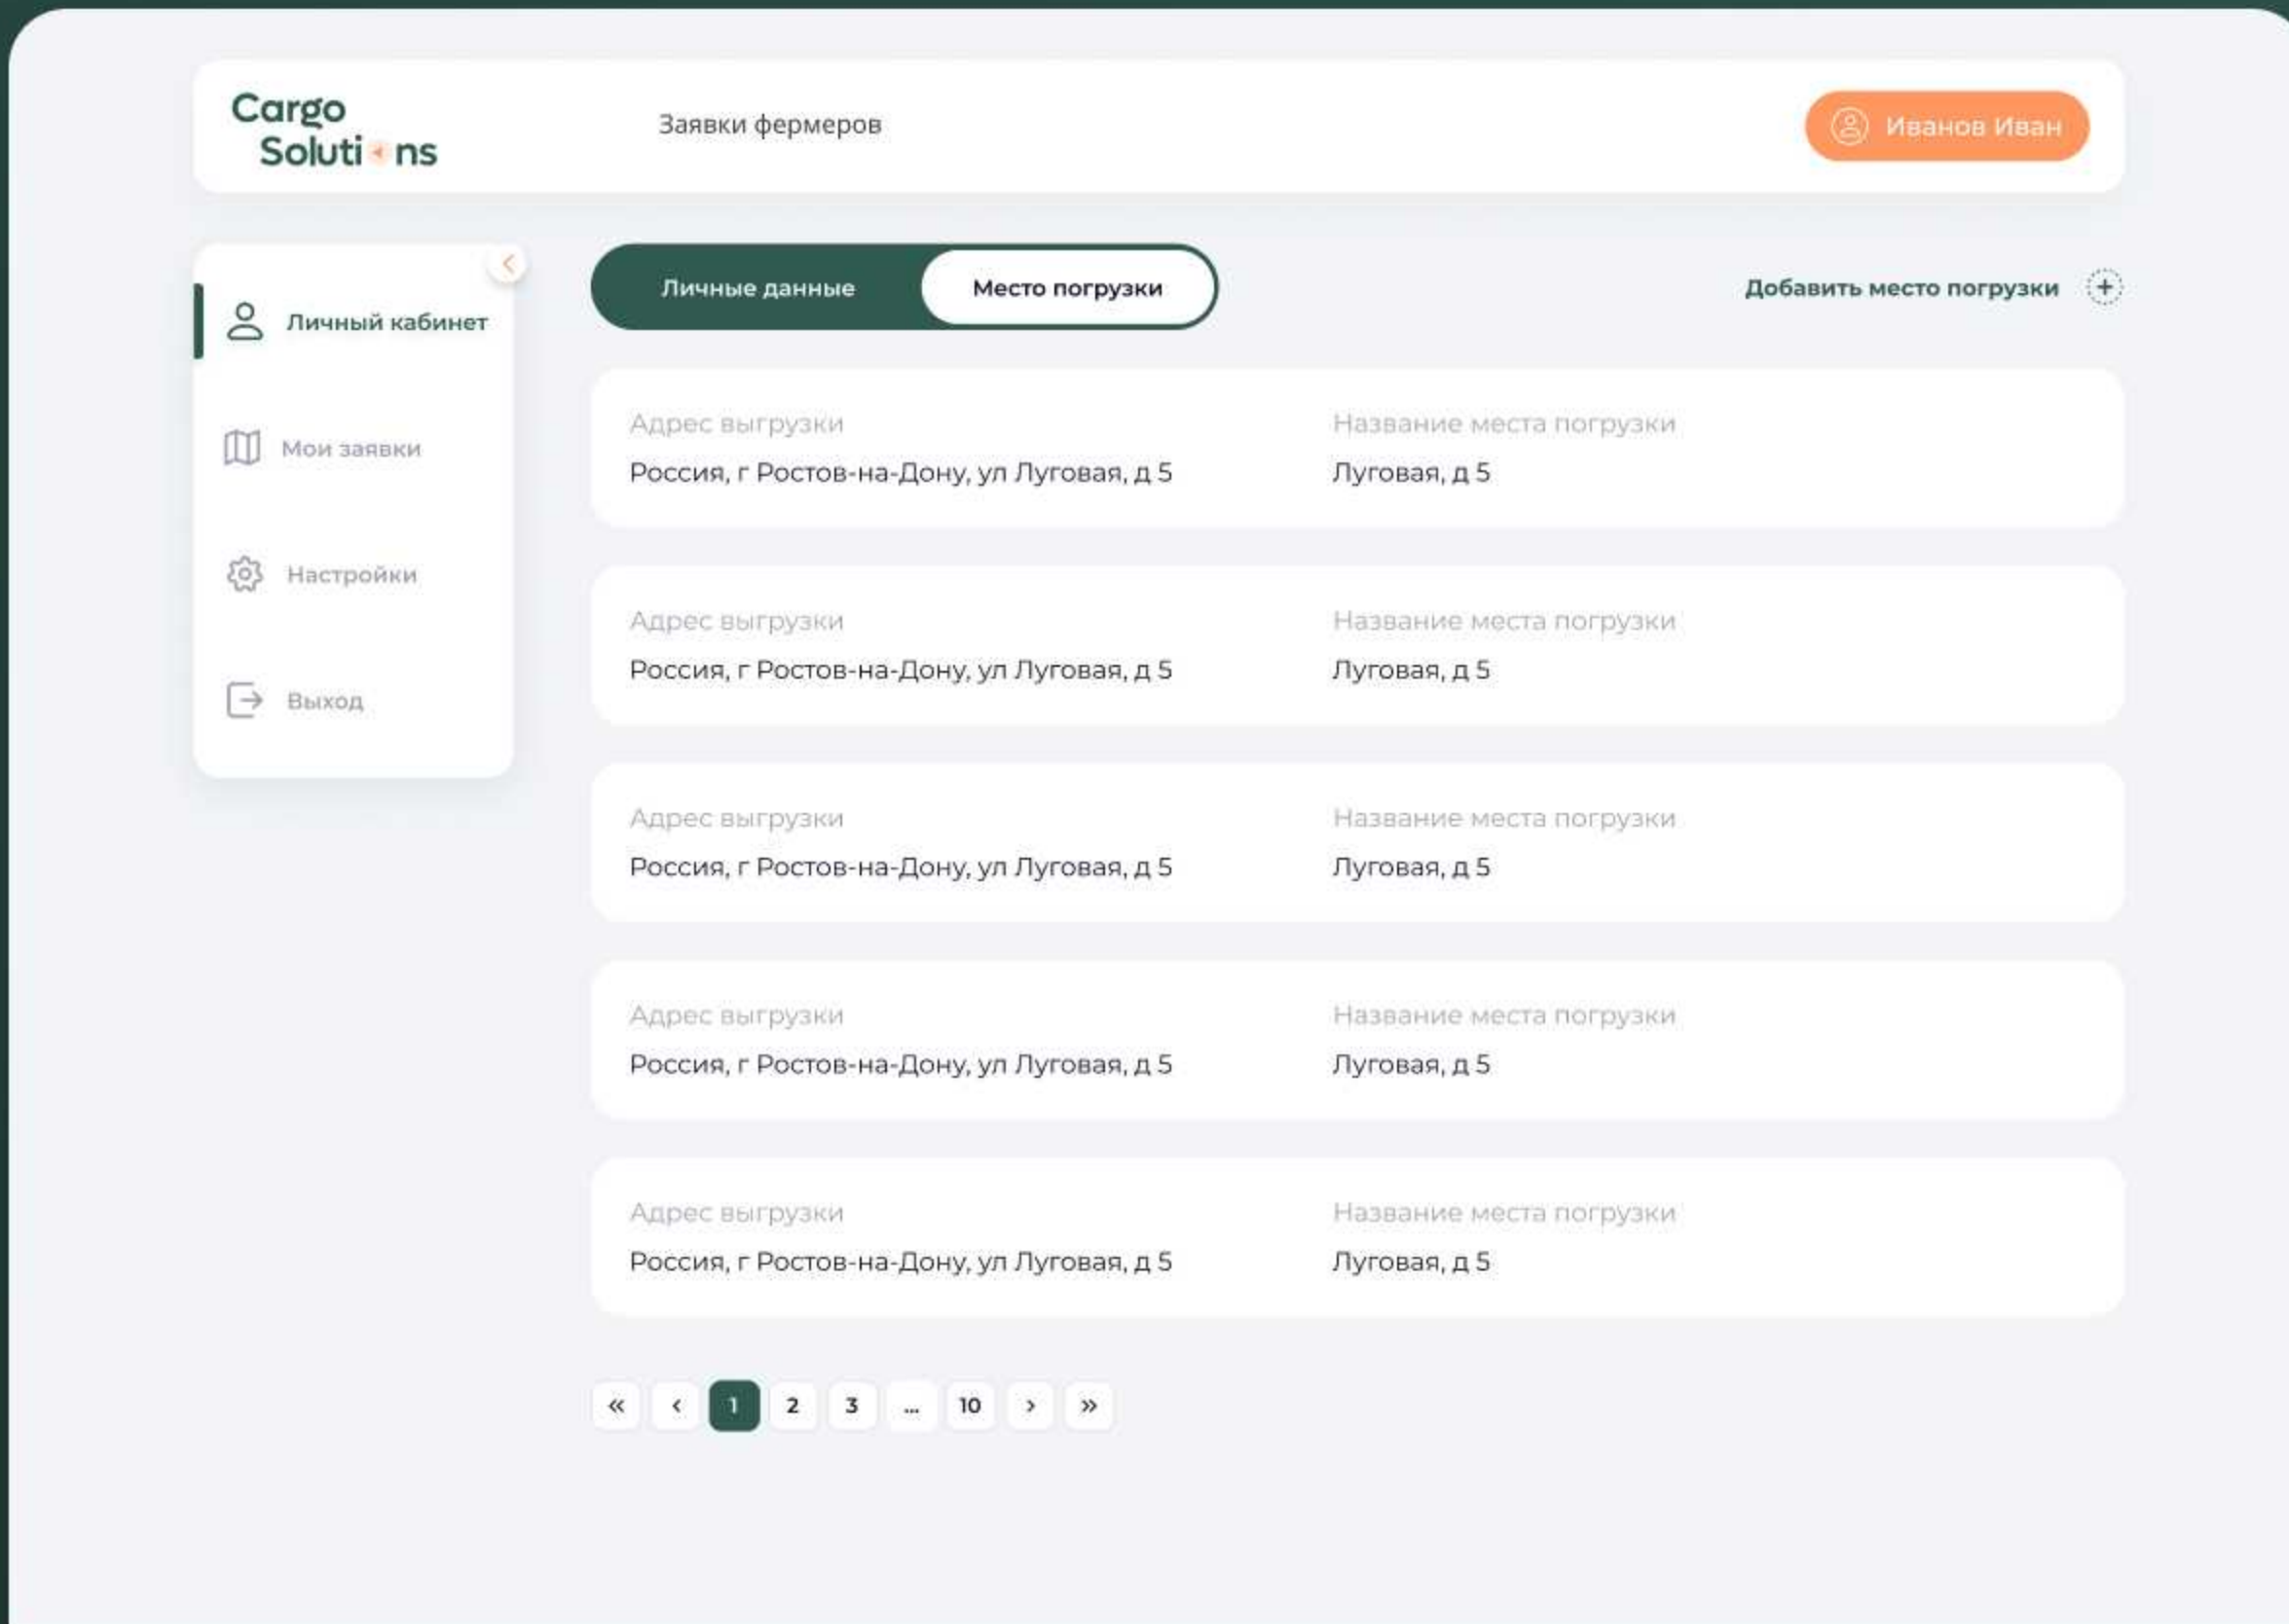 Cargo
Solutions
Заявки фермеров
Иванов Иван
Личный кабинет
Мои заявки
Настройки
Выход
Личные данные
Место погрузки
Добавить место погрузки
Адрес выгрузки
Россия, г Ростов-на-Дону, ул Луговая, д 5
Название места погрузки
Луговая, д 5
Адрес выгрузки
Россия, г Ростов-на-Дону, ул Луговая, д 5
Название места погрузки
Луговая, д 5
Адрес выгрузки
Россия, г Ростов-на-Дону, ул Луговая, д 5
Название места погрузки
Луговая, д 5
Адрес выгрузки
Россия, г Ростов-на-Дону, ул Луговая, д 5
Название места погрузки
Луговая, д 5
Адрес выгрузки
Россия, г Ростов-на-Дону, ул Луговая, д 5
Название места погрузки
Луговая, д 5
« ‹ 1 2 3 ... 10 › »